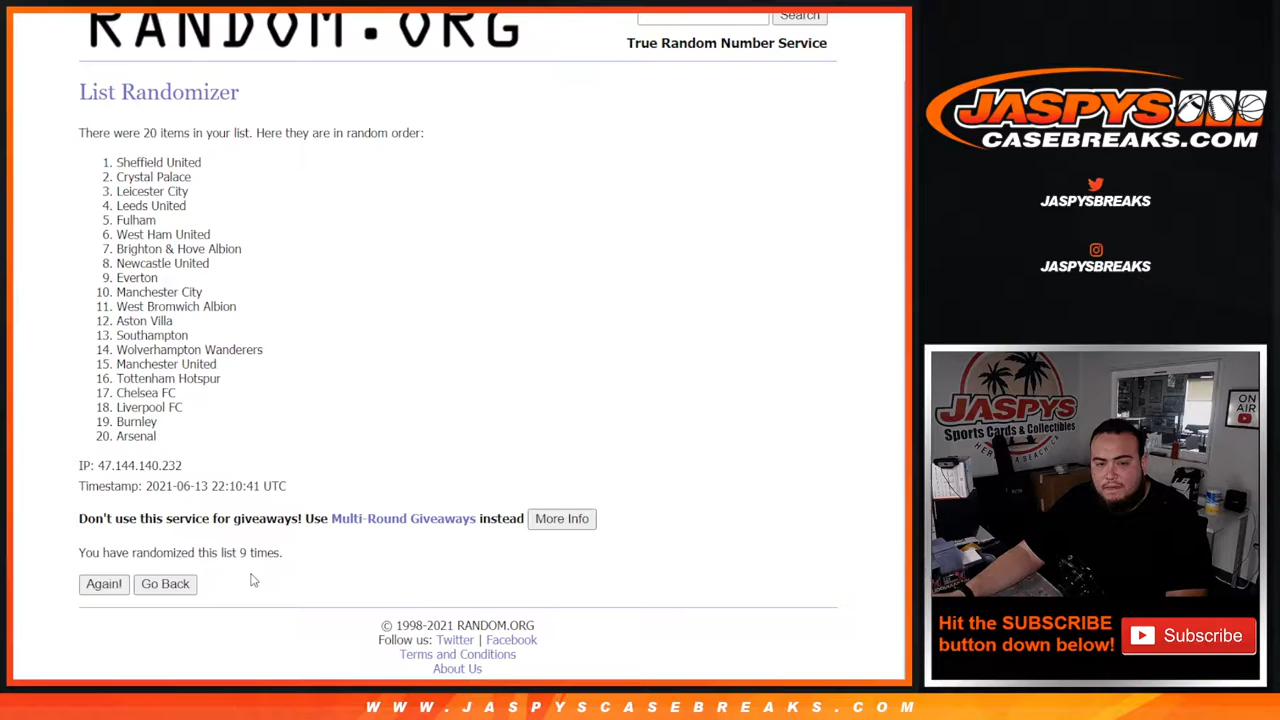 RANDOM.ORG
Search
True Random Number Service
List Randomizer
There were 20 items in your list. Here they are in random order:
1. Sheffield United
2. Crystal Palace
3. Leicester City
4. Leeds United
5. Fulham
6. West Ham United
7. Brighton & Hove Albion
8. Newcastle United
9. Everton
10. Manchester City
11. West Bromwich Albion
12. Aston Villa
13. Southampton
14. Wolverhampton Wanderers
15. Manchester United
16. Tottenham Hotspur
17. Chelsea FC
18. Liverpool FC
19. Burnley
20. Arsenal
IP: 47.144.140.232
Timestamp: 2021-06-13 22:10:41 UTC
Don't use this service for giveaways! Use Multi-Round Giveaways instead More Info
You have randomized this list 9 times.
Again! Go Back
© 1998-2021 RANDOM.ORG
Follow us: Twitter | Facebook
Terms and Conditions
About Us
JASPYS
CASEBREAKS.COM
JASPYSBREAKS
JASPYSBREAKS
JASPYS
Sports Cards & Collectibles
ON
AIR
Hit the SUBSCRIBE
button down below!
Subscribe
WWW.JASPYSCASEBREAKS.COM